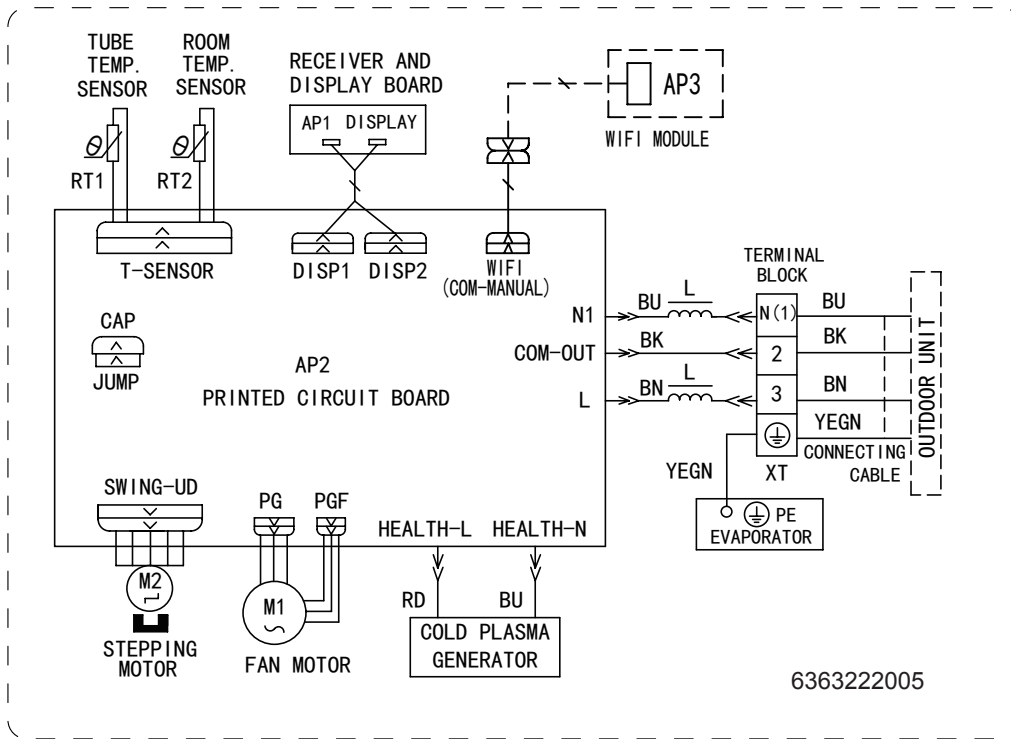 TUBE
TEMP.
SENSOR
ROOM
TEMP.
SENSOR
RECEIVER AND
DISPLAY BOARD
AP1 DISPLAY
AP3
WIFI MODULE
RT1
RT2
T-SENSOR
DISP1
DISP2
WIFI
(COM-MANUAL)
TERMINAL
BLOCK
CAP
JUMP
AP2
PRINTED CIRCUIT BOARD
N1
BU
L
N(1)
BU
COM-OUT
BK
2
BK
L
BN
L
3
BN
YEGN
CONNECTING
CABLE
OUTDOOR UNIT
XT
YEGN
PE
EVAPORATOR
SWING-UD
PG
PGF
HEALTH-L
HEALTH-N
M2
STEPPING
MOTOR
M1
FAN MOTOR
RD
BU
COLD PLASMA
GENERATOR
6363222005